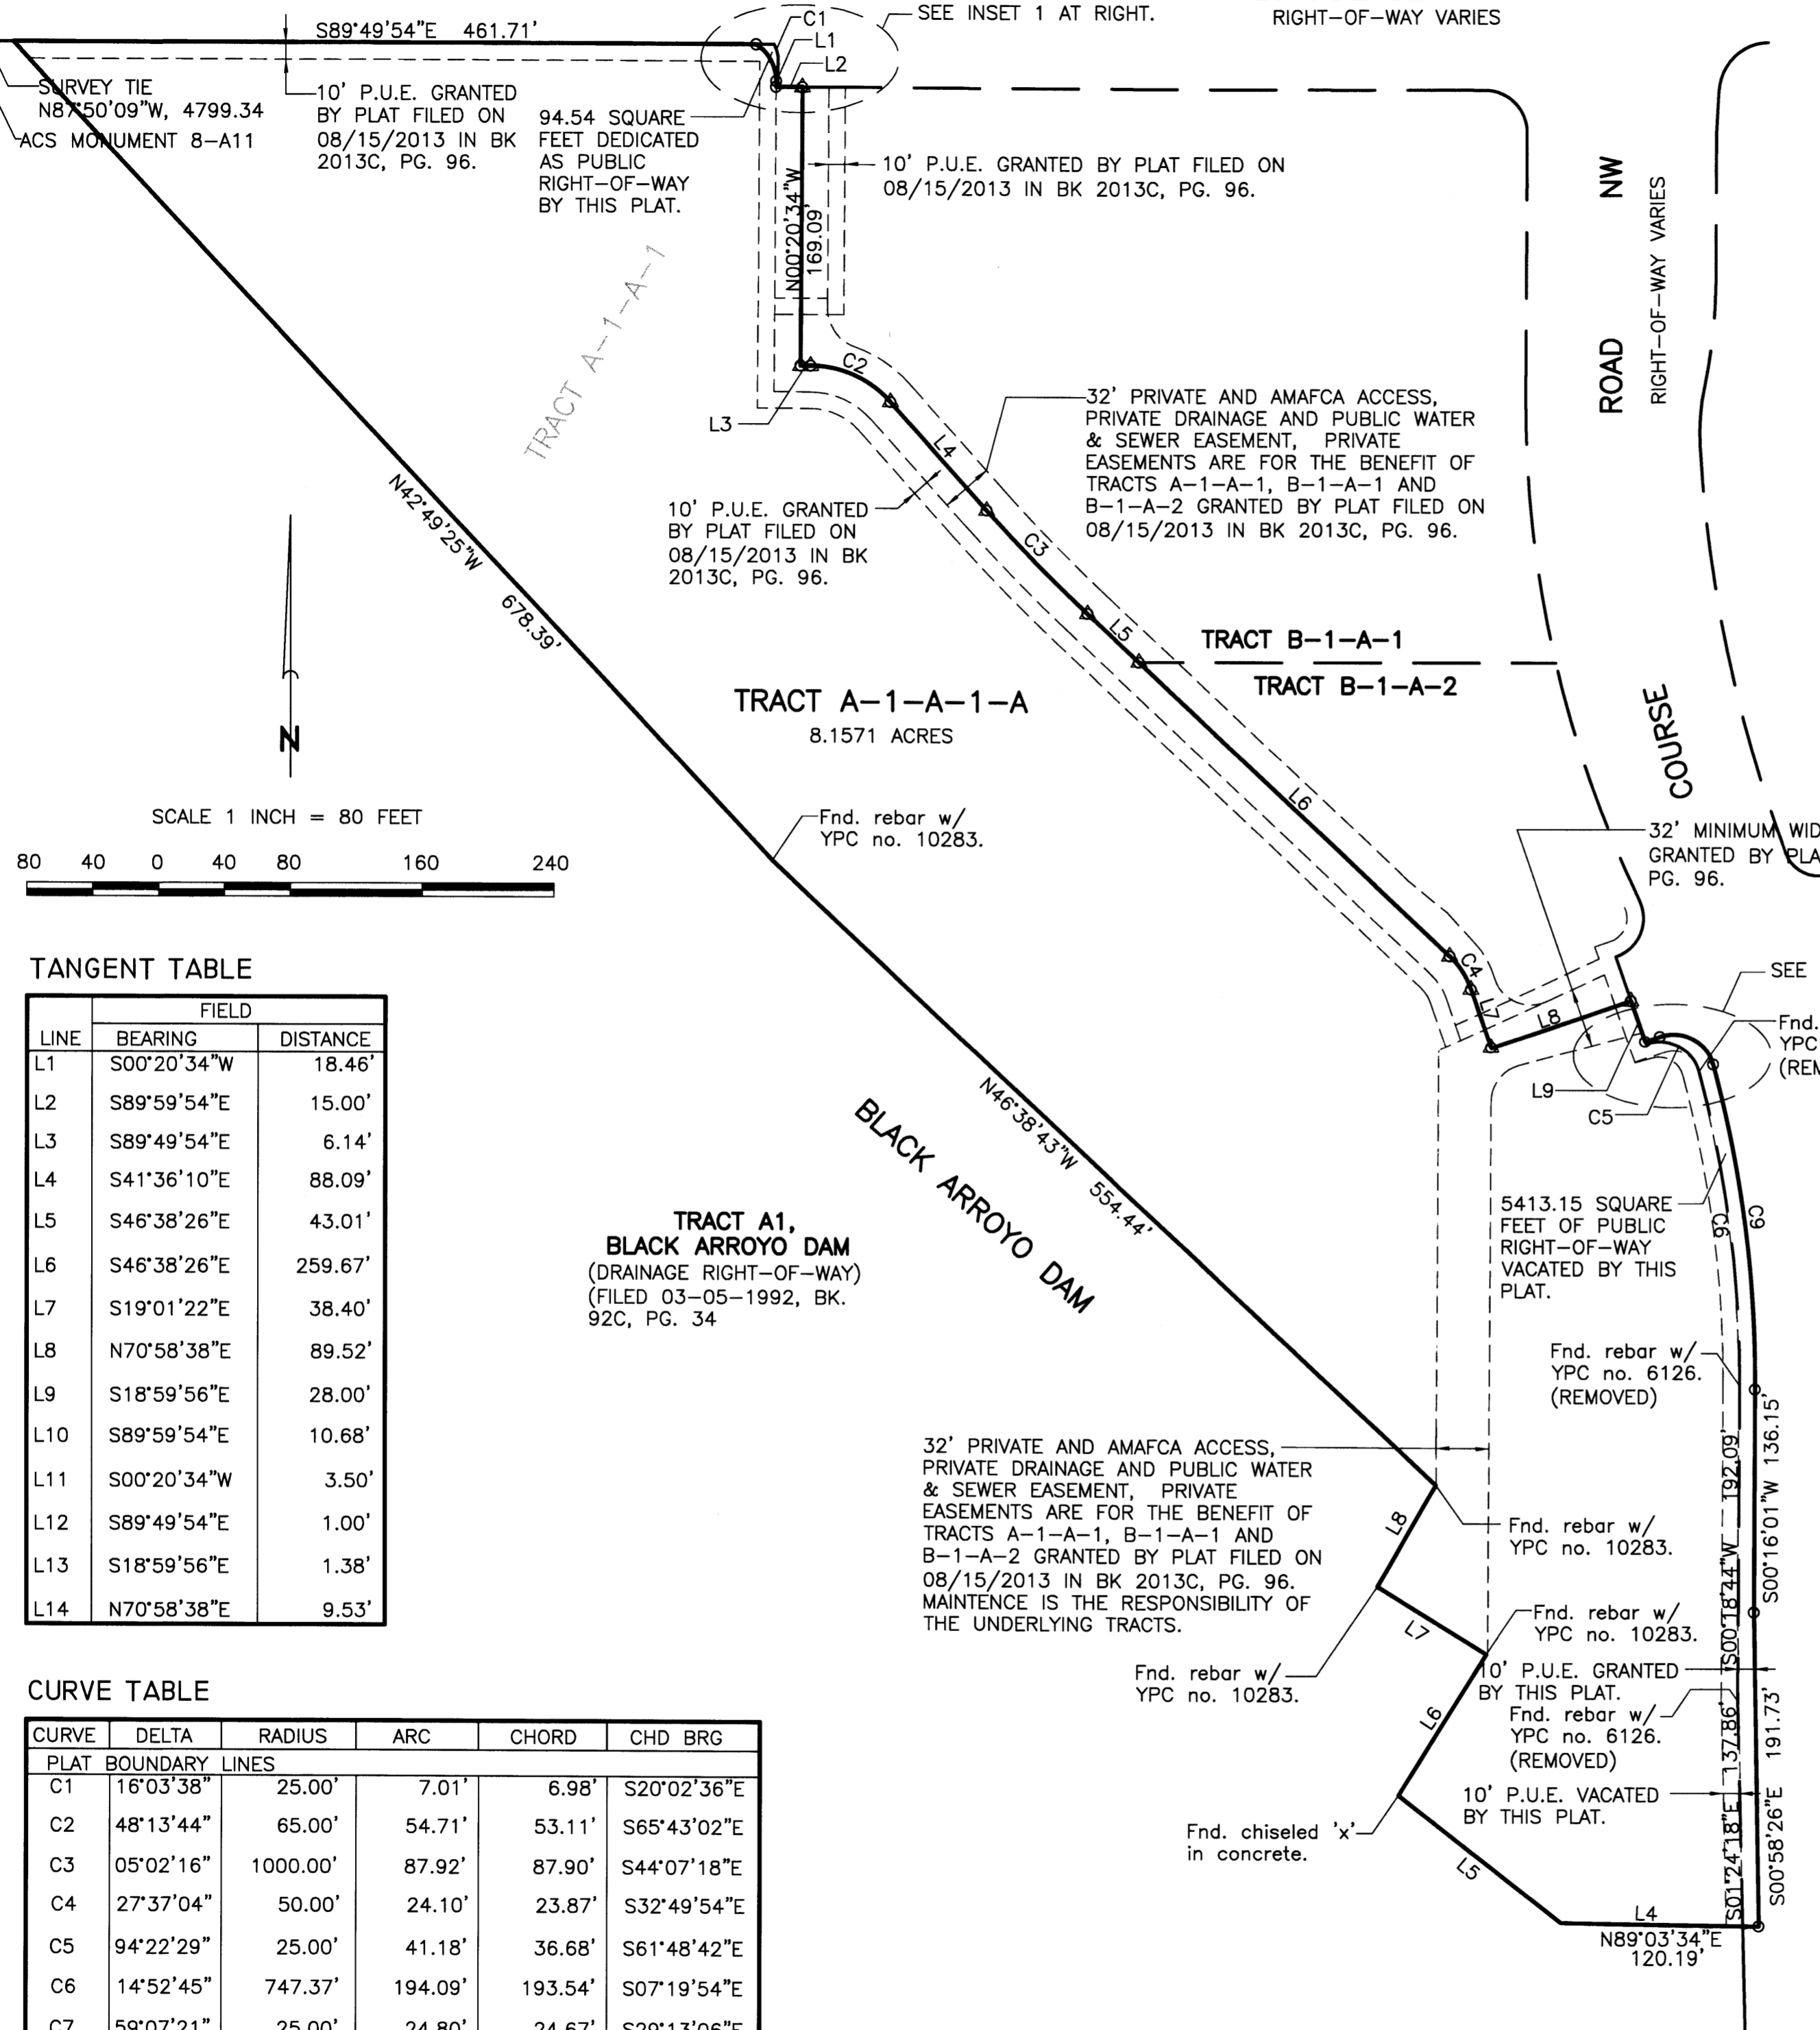 S89°49'54"E 461.71'
C1
L1
L2
SEE INSET 1 AT RIGHT.
RIGHT-OF-WAY VARIES
SURVEY TIE
N87°50'09"W, 4799.34
ACS MONUMENT 8-A11
10' P.U.E. GRANTED
BY PLAT FILED ON
08/15/2013 IN BK
2013C, PG. 96.
94.54 SQUARE
FEET DEDICATED
AS PUBLIC
RIGHT-OF-WAY
BY THIS PLAT.
10' P.U.E. GRANTED BY PLAT FILED ON
08/15/2013 IN BK 2013C, PG. 96.
N00°20'34"W
169.09'
TRACT A-1-A-1
ROAD NW
RIGHT-OF-WAY VARIES
C2
L3
L4
32' PRIVATE AND AMAFCA ACCESS,
PRIVATE DRAINAGE AND PUBLIC WATER
& SEWER EASEMENT, PRIVATE
EASEMENTS ARE FOR THE BENEFIT OF
TRACTS A-1-A-1, B-1-A-1 AND
B-1-A-2 GRANTED BY PLAT FILED ON
08/15/2013 IN BK 2013C, PG. 96.
10' P.U.E. GRANTED
BY PLAT FILED ON
08/15/2013 IN BK
2013C, PG. 96.
C3
L5
N42°49'25"W
678.39'
TRACT B-1-A-1
TRACT B-1-A-2
TRACT A-1-A-1-A
8.1571 ACRES
N
L6
COURSE
SCALE 1 INCH = 80 FEET
80 40 0 40 80 160 240
Fnd. rebar w/
YPC no. 10283.
32' MINIMUM WID
GRANTED BY PLA
PG. 96.
C4
L7
L8
SEE
Fnd.
YPC
(REM
L9
C5
TANGENT TABLE
FIELD
LINE BEARING DISTANCE
L1 S00°20'34"W 18.46'
L2 S89°59'54"E 15.00'
L3 S89°49'54"E 6.14'
L4 S41°36'10"E 88.09'
L5 S46°38'26"E 43.01'
L6 S46°38'26"E 259.67'
L7 S19°01'22"E 38.40'
L8 N70°58'38"E 89.52'
L9 S18°59'56"E 28.00'
L10 S89°59'54"E 10.68'
L11 S00°20'34"W 3.50'
L12 S89°49'54"E 1.00'
L13 S18°59'56"E 1.38'
L14 N70°58'38"E 9.53'
N46°38'43"W
554.44'
BLACK ARROYO DAM
TRACT A1,
BLACK ARROYO DAM
(DRAINAGE RIGHT-OF-WAY)
(FILED 03-05-1992, BK.
92C, PG. 34
5413.15 SQUARE
FEET OF PUBLIC
RIGHT-OF-WAY
VACATED BY THIS
PLAT.
C6
C9
Fnd. rebar w/
YPC no. 6126.
(REMOVED)
32' PRIVATE AND AMAFCA ACCESS,
PRIVATE DRAINAGE AND PUBLIC WATER
& SEWER EASEMENT, PRIVATE
EASEMENTS ARE FOR THE BENEFIT OF
TRACTS A-1-A-1, B-1-A-1 AND
B-1-A-2 GRANTED BY PLAT FILED ON
08/15/2013 IN BK 2013C, PG. 96.
MAINTENCE IS THE RESPONSIBILITY OF
THE UNDERLYING TRACTS.
S00°18'44"W 192.09'
S00°16'01"W 136.15'
L8
Fnd. rebar w/
YPC no. 10283.
L7
Fnd. rebar w/
YPC no. 10283.
Fnd. rebar w/
YPC no. 10283.
10' P.U.E. GRANTED
BY THIS PLAT.
Fnd. rebar w/
YPC no. 6126.
(REMOVED)
L6
10' P.U.E. VACATED
BY THIS PLAT.
S01°24'18"E 137.86'
S00°58'26"E 191.73'
Fnd. chiseled 'x'
in concrete.
L5
L4
N89°03'34"E
120.19'
CURVE TABLE
CURVE DELTA RADIUS ARC CHORD CHD BRG
PLAT BOUNDARY LINES
C1 16°03'38" 25.00' 7.01' 6.98' S20°02'36"E
C2 48°13'44" 65.00' 54.71' 53.11' S65°43'02"E
C3 05°02'16" 1000.00' 87.92' 87.90' S44°07'18"E
C4 27°37'04" 50.00' 24.10' 23.87' S32°49'54"E
C5 94°22'29" 25.00' 41.18' 36.68' S61°48'42"E
C6 14°52'45" 747.37' 194.09' 193.54' S07°19'54"E
C7 59°07'21" 25.00' 24.80' 24.67' S29°13'06"E